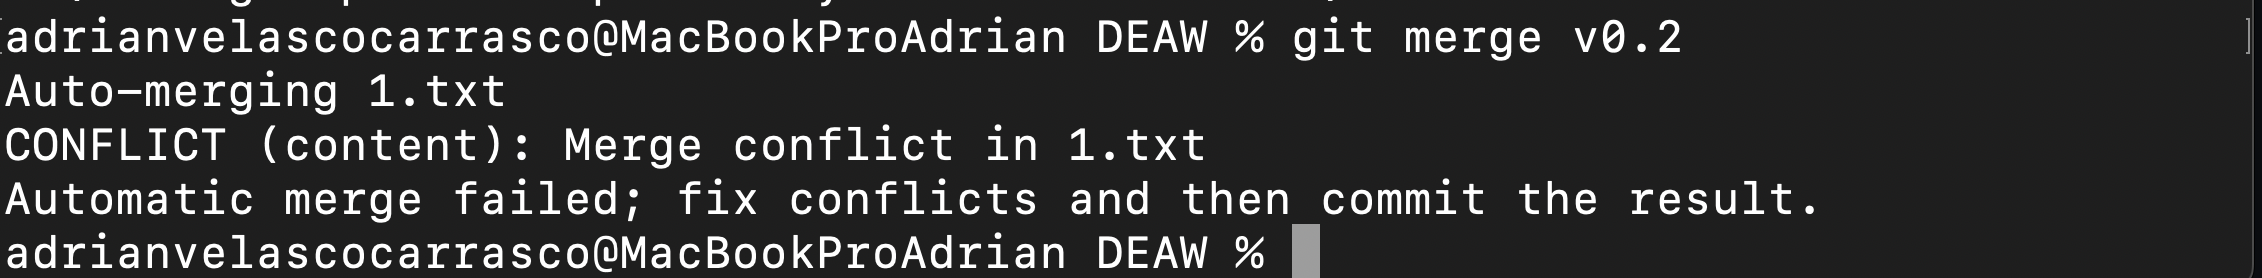 adrianvelascocarrasco@MacBookProAdrian DEAW % git merge v0.2
Auto-merging 1.txt
CONFLICT (content): Merge conflict in 1.txt
Automatic merge failed; fix conflicts and then commit the result.
adrianvelascocarrasco@MacBookProAdrian DEAW %